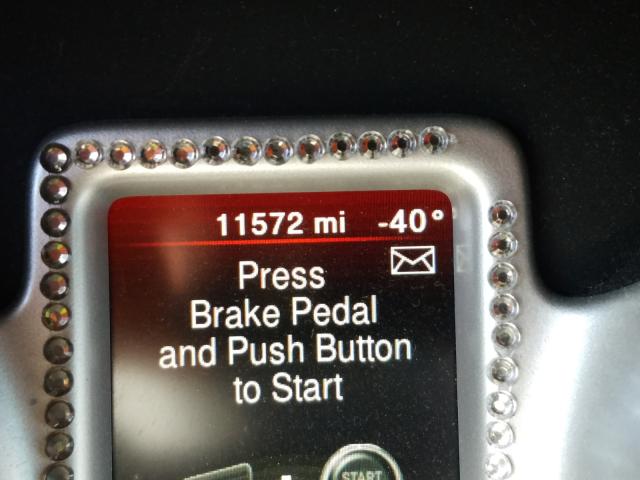 11572 mi -40°
Press
Brake Pedal
and Push Button
to Start
START